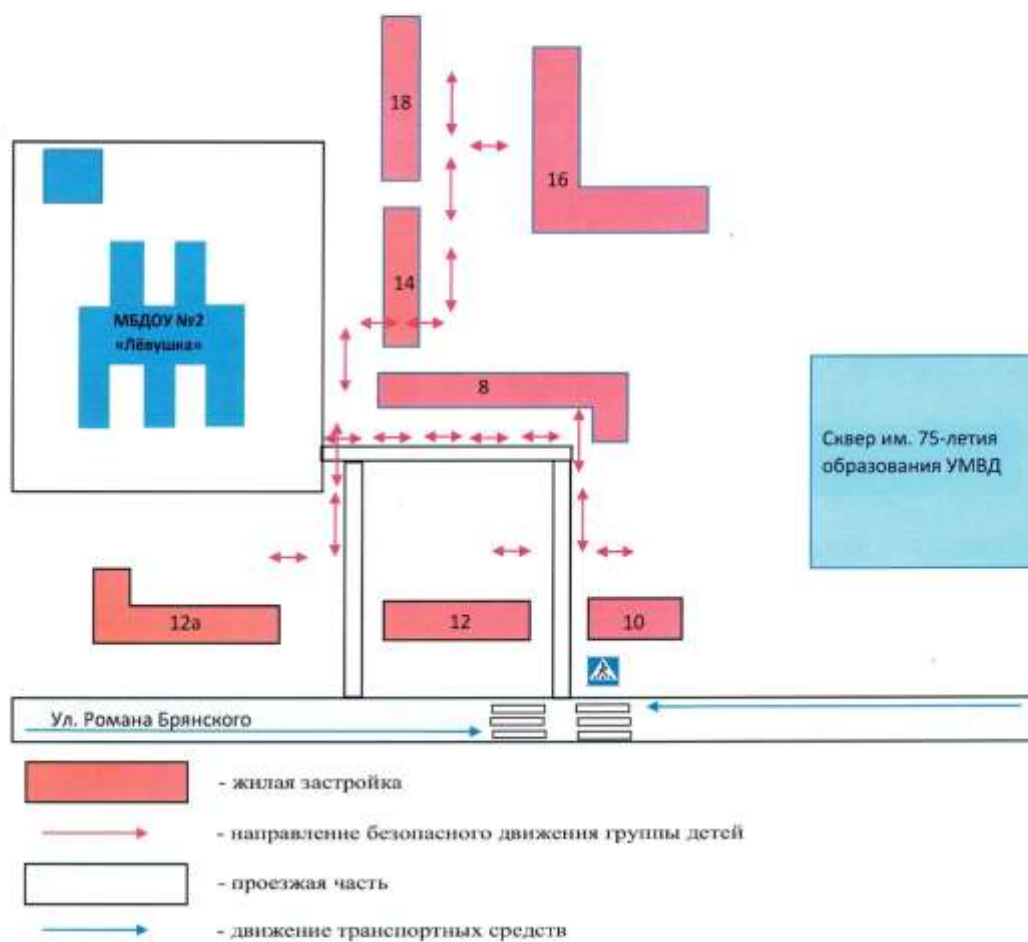 18
16
14
МБДОУ №2
«Лёвушка»
8
Сквер им. 75-летия
образования УМВД
12а
12
10
Ул. Романа Брянского
- жилая застройка
- направление безопасного движения группы детей
- проезжая часть
- движение транспортных средств